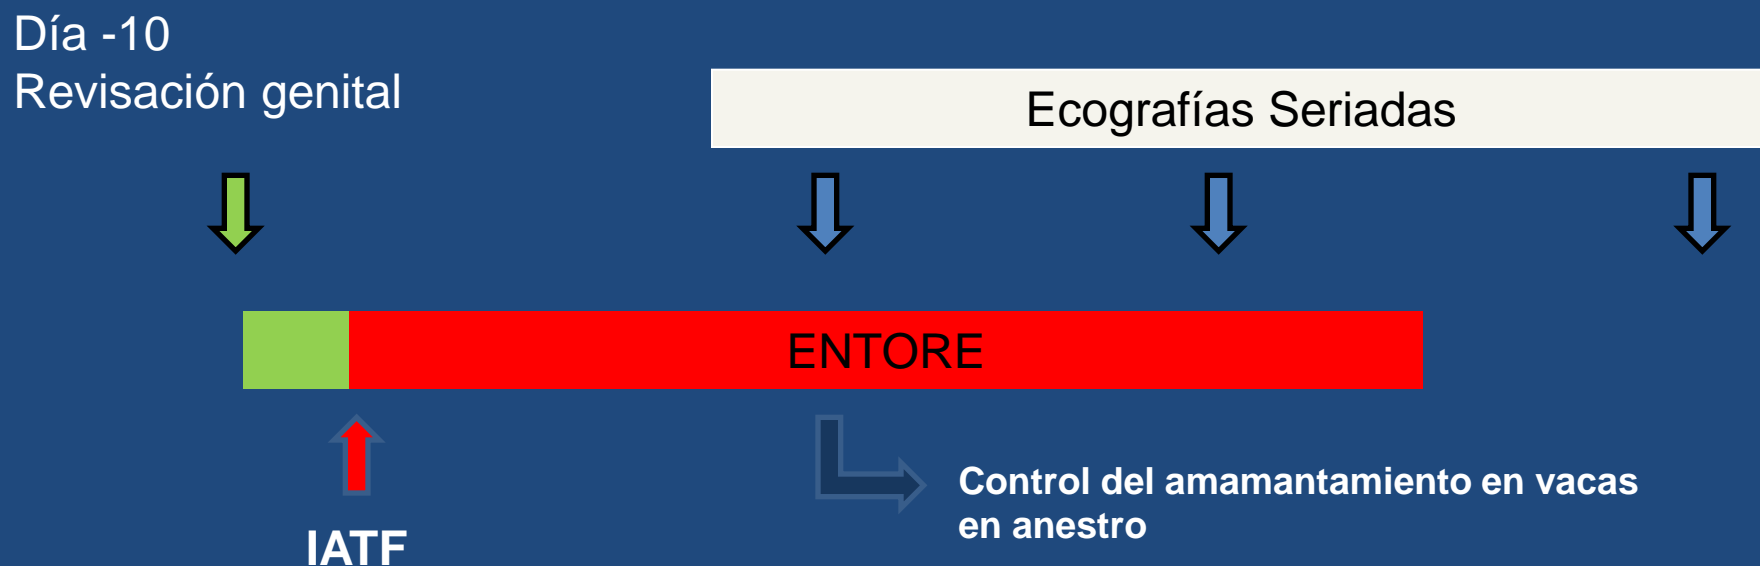 Día -10
Revisación genital
Ecografías Seriadas
ENTORE
Control del amamantamiento en vacas
en anestro
IATF